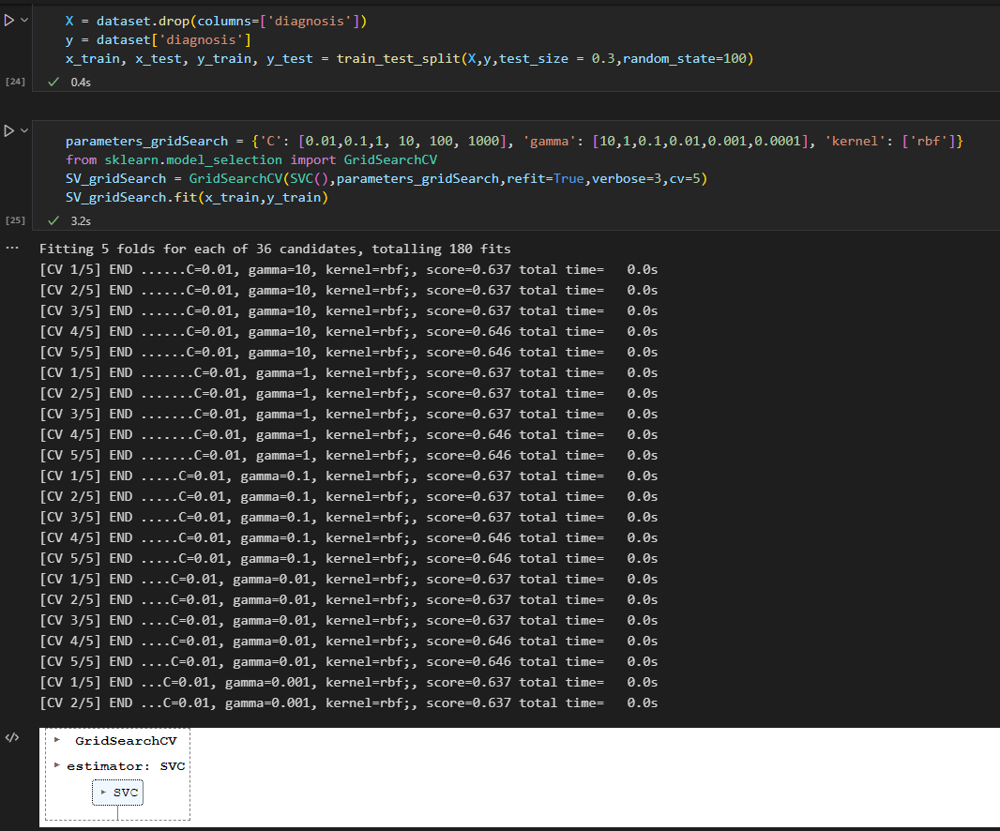 X = dataset.drop(columns=['diagnosis'])
y = dataset['diagnosis']
x_train, x_test, y_train, y_test = train_test_split(X,y,test_size = 0.3,random_state=100)
[24] ✓ 0.4s
parameters_gridSearch = {'C': [0.01,0.1,1, 10, 100, 1000], 'gamma': [10,1,0.1,0.01,0.001,0.0001], 'kernel': ['rbf']}
from sklearn.model_selection import GridSearchCV
SV_gridSearch = GridSearchCV(SVC(),parameters_gridSearch,refit=True,verbose=3,cv=5)
SV_gridSearch.fit(x_train,y_train)
[25] ✓ 3.2s
... Fitting 5 folds for each of 36 candidates, totalling 180 fits
[CV 1/5] END ......C=0.01, gamma=10, kernel=rbf;, score=0.637 total time=   0.0s
[CV 2/5] END ......C=0.01, gamma=10, kernel=rbf;, score=0.637 total time=   0.0s
[CV 3/5] END ......C=0.01, gamma=10, kernel=rbf;, score=0.637 total time=   0.0s
[CV 4/5] END ......C=0.01, gamma=10, kernel=rbf;, score=0.646 total time=   0.0s
[CV 5/5] END ......C=0.01, gamma=10, kernel=rbf;, score=0.646 total time=   0.0s
[CV 1/5] END .......C=0.01, gamma=1, kernel=rbf;, score=0.637 total time=   0.0s
[CV 2/5] END .......C=0.01, gamma=1, kernel=rbf;, score=0.637 total time=   0.0s
[CV 3/5] END .......C=0.01, gamma=1, kernel=rbf;, score=0.637 total time=   0.0s
[CV 4/5] END .......C=0.01, gamma=1, kernel=rbf;, score=0.646 total time=   0.0s
[CV 5/5] END .......C=0.01, gamma=1, kernel=rbf;, score=0.646 total time=   0.0s
[CV 1/5] END .....C=0.01, gamma=0.1, kernel=rbf;, score=0.637 total time=   0.0s
[CV 2/5] END .....C=0.01, gamma=0.1, kernel=rbf;, score=0.637 total time=   0.0s
[CV 3/5] END .....C=0.01, gamma=0.1, kernel=rbf;, score=0.637 total time=   0.0s
[CV 4/5] END .....C=0.01, gamma=0.1, kernel=rbf;, score=0.646 total time=   0.0s
[CV 5/5] END .....C=0.01, gamma=0.1, kernel=rbf;, score=0.646 total time=   0.0s
[CV 1/5] END ....C=0.01, gamma=0.01, kernel=rbf;, score=0.637 total time=   0.0s
[CV 2/5] END ....C=0.01, gamma=0.01, kernel=rbf;, score=0.637 total time=   0.0s
[CV 3/5] END ....C=0.01, gamma=0.01, kernel=rbf;, score=0.637 total time=   0.0s
[CV 4/5] END ....C=0.01, gamma=0.01, kernel=rbf;, score=0.646 total time=   0.0s
[CV 5/5] END ....C=0.01, gamma=0.01, kernel=rbf;, score=0.646 total time=   0.0s
[CV 1/5] END ...C=0.01, gamma=0.001, kernel=rbf;, score=0.637 total time=   0.0s
[CV 2/5] END ...C=0.01, gamma=0.001, kernel=rbf;, score=0.637 total time=   0.0s
</> ▸ GridSearchCV
▸ estimator: SVC
▸ SVC